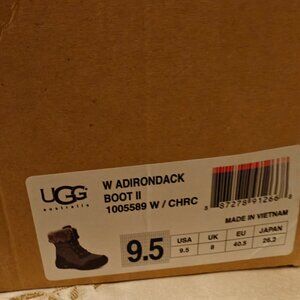 W ADIRONDACK
BOOT II
1005589 W / CHRC
UGG
australia
MADE IN VIETNAM
9.5
USA UK EU JAPAN
9.5 8 40.5 26.2